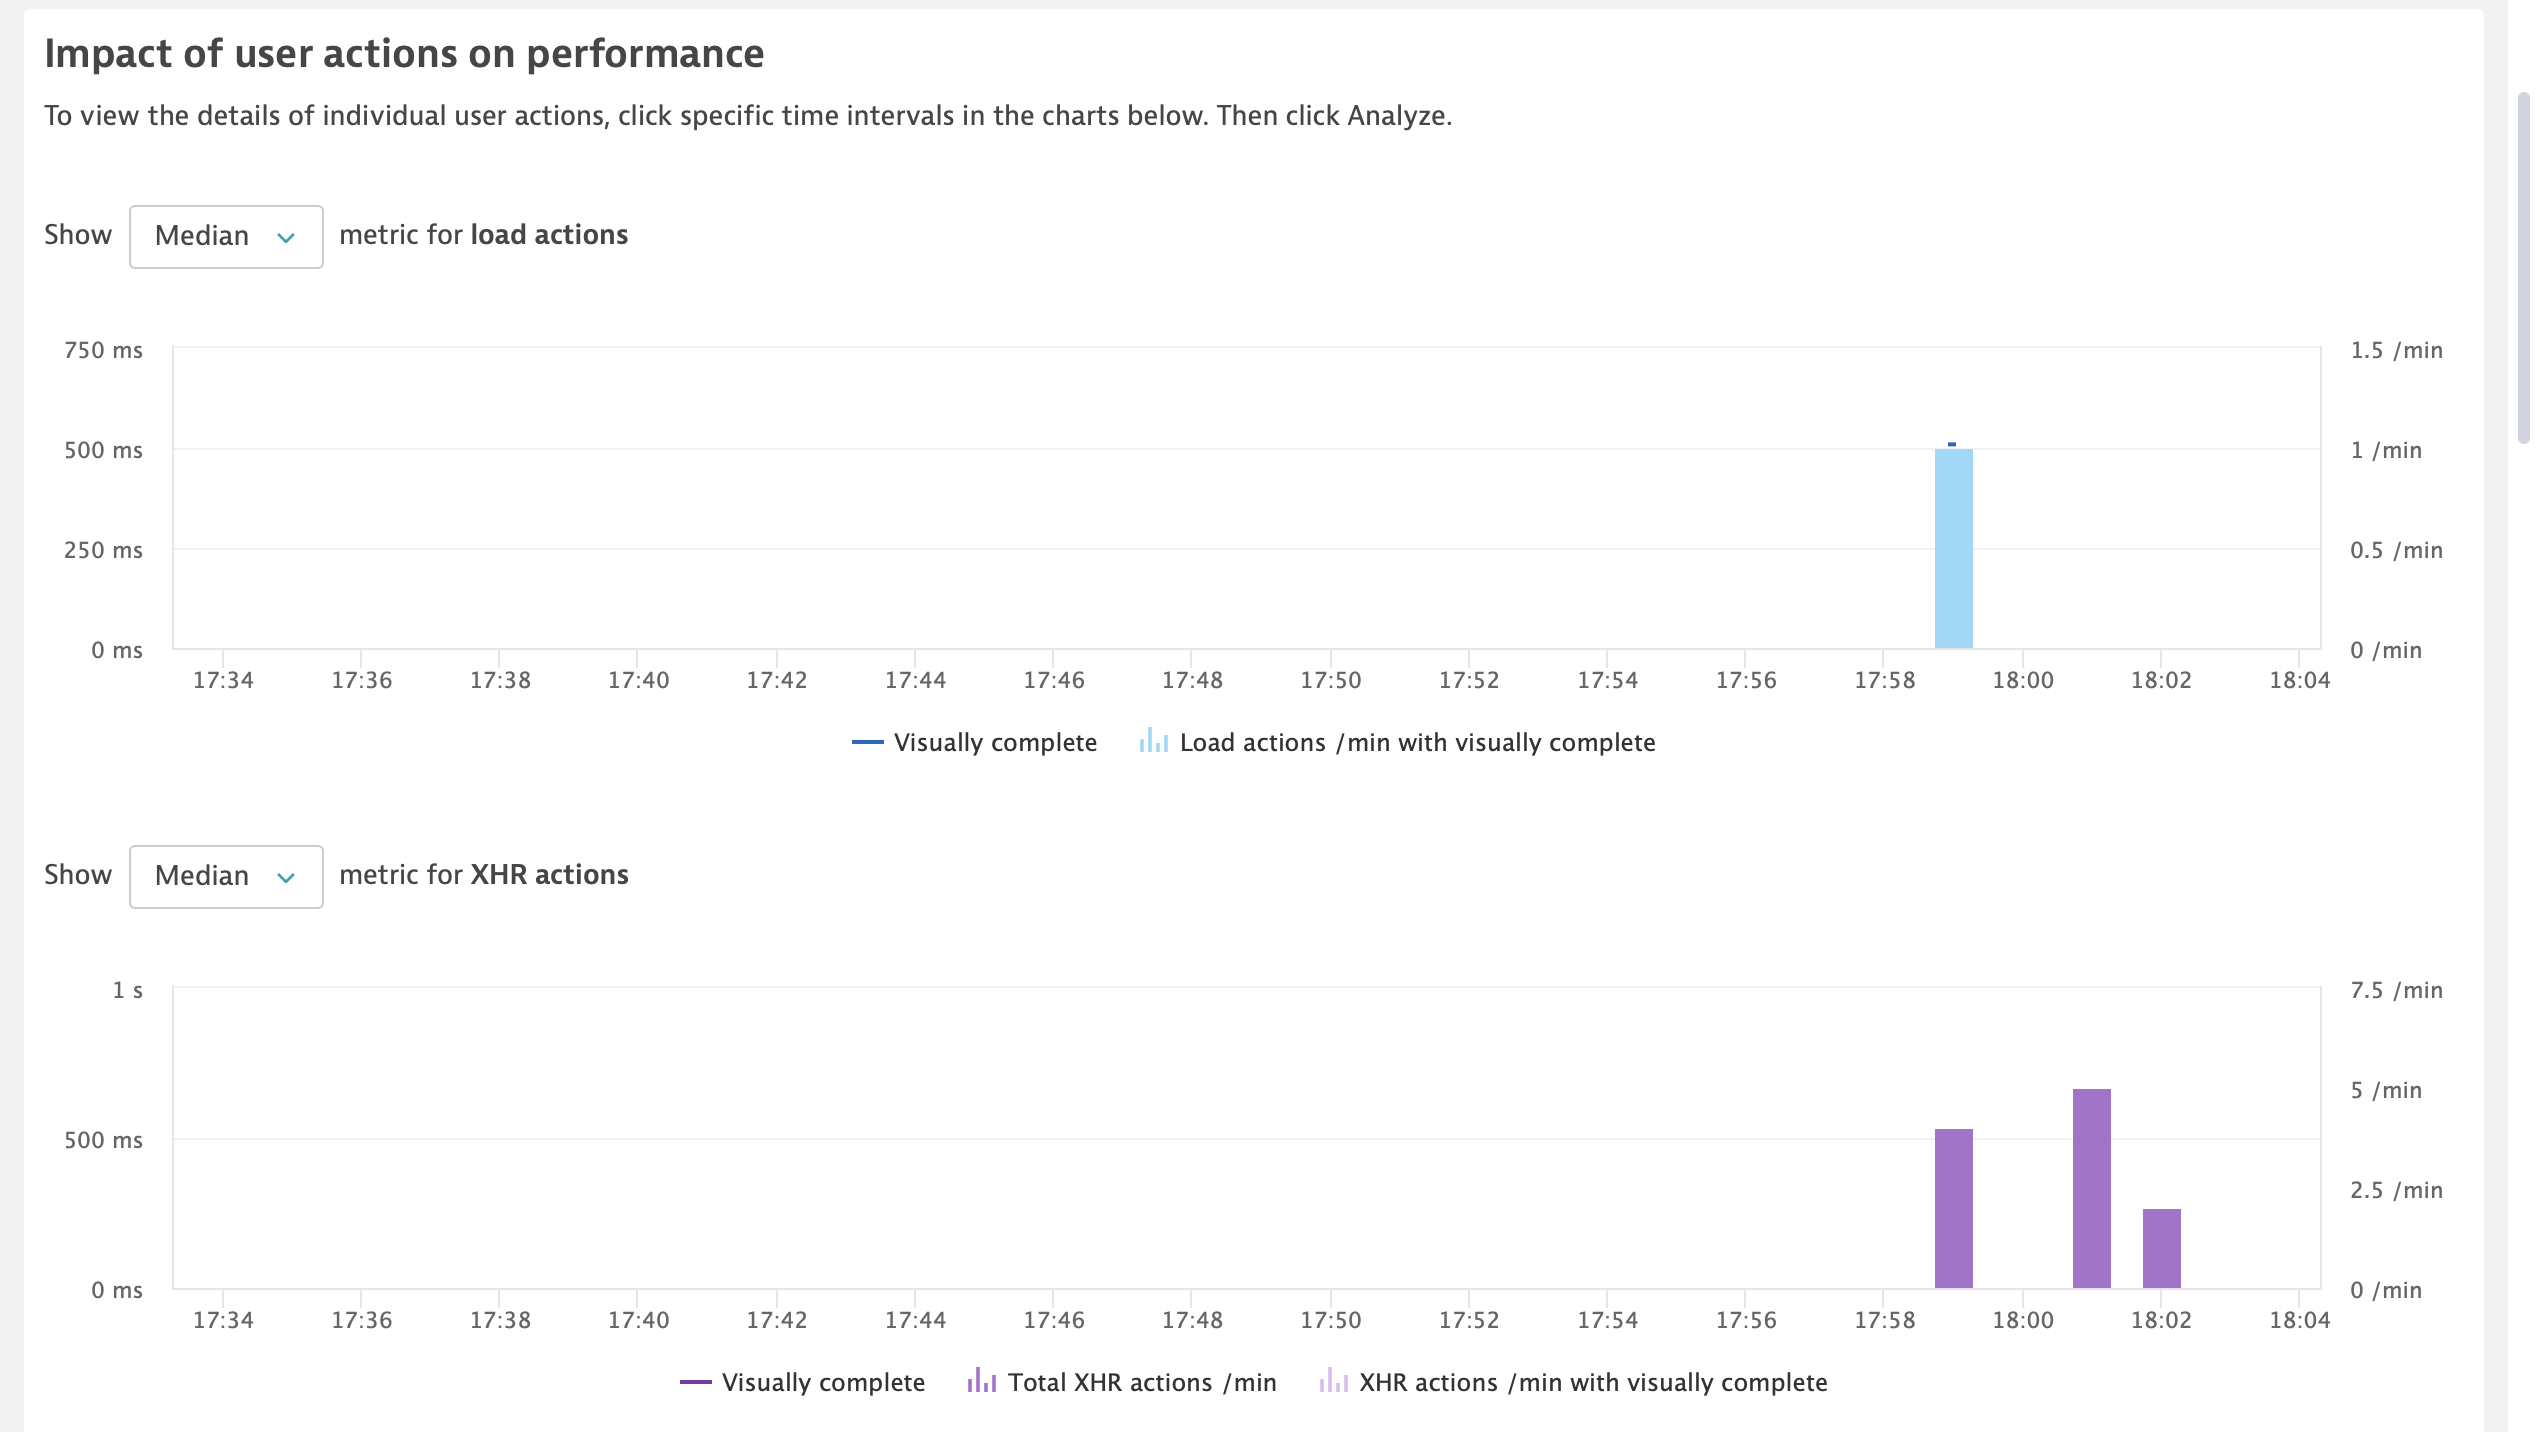 Impact of user actions on performance
To view the details of individual user actions, click specific time intervals in the charts below. Then click Analyze.
Show Median metric for load actions
750 ms 1.5 /min
500 ms 1 /min
250 ms 0.5 /min
0 ms 0 /min
17:34 17:36 17:38 17:40 17:42 17:44 17:46 17:48 17:50 17:52 17:54 17:56 17:58 18:00 18:02 18:04
Visually complete Load actions /min with visually complete
Show Median metric for XHR actions
1 s 7.5 /min
5 /min
500 ms
2.5 /min
0 ms 0 /min
17:34 17:36 17:38 17:40 17:42 17:44 17:46 17:48 17:50 17:52 17:54 17:56 17:58 18:00 18:02 18:04
Visually complete Total XHR actions /min XHR actions /min with visually complete